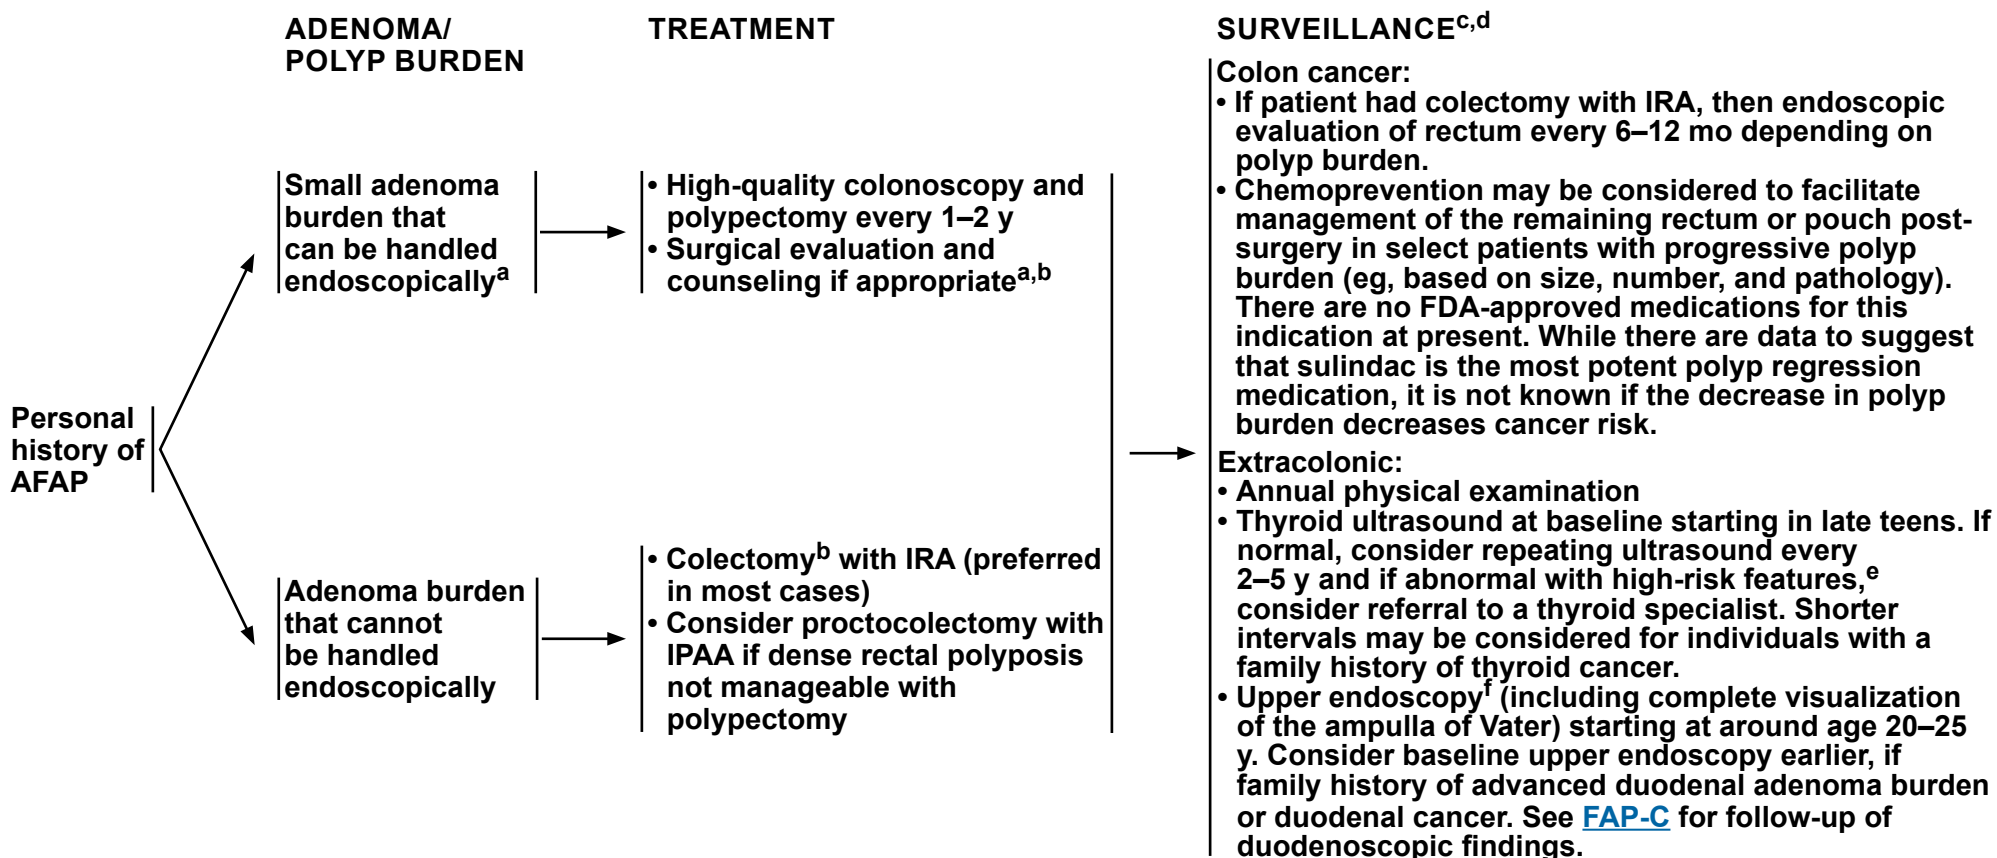 ADENOMA/
POLYP BURDEN
TREATMENT
SURVEILLANCEc,d
Personal
history of
AFAP
Small adenoma
burden that
can be handled
endoscopicallya
• High-quality colonoscopy and
polypectomy every 1–2 y
• Surgical evaluation and
counseling if appropriatea,b
Adenoma burden
that cannot
be handled
endoscopically
• Colectomyb with IRA (preferred
in most cases)
• Consider proctocolectomy with
IPAA if dense rectal polyposis
not manageable with
polypectomy
Colon cancer:
• If patient had colectomy with IRA, then endoscopic
evaluation of rectum every 6–12 mo depending on
polyp burden.
• Chemoprevention may be considered to facilitate
management of the remaining rectum or pouch post-
surgery in select patients with progressive polyp
burden (eg, based on size, number, and pathology).
There are no FDA-approved medications for this
indication at present. While there are data to suggest
that sulindac is the most potent polyp regression
medication, it is not known if the decrease in polyp
burden decreases cancer risk.
Extracolonic:
• Annual physical examination
• Thyroid ultrasound at baseline starting in late teens. If
normal, consider repeating ultrasound every
2–5 y and if abnormal with high-risk features,e
consider referral to a thyroid specialist. Shorter
intervals may be considered for individuals with a
family history of thyroid cancer.
• Upper endoscopyf (including complete visualization
of the ampulla of Vater) starting at around age 20–25
y. Consider baseline upper endoscopy earlier, if
family history of advanced duodenal adenoma burden
or duodenal cancer. See FAP-C for follow-up of
duodenoscopic findings.